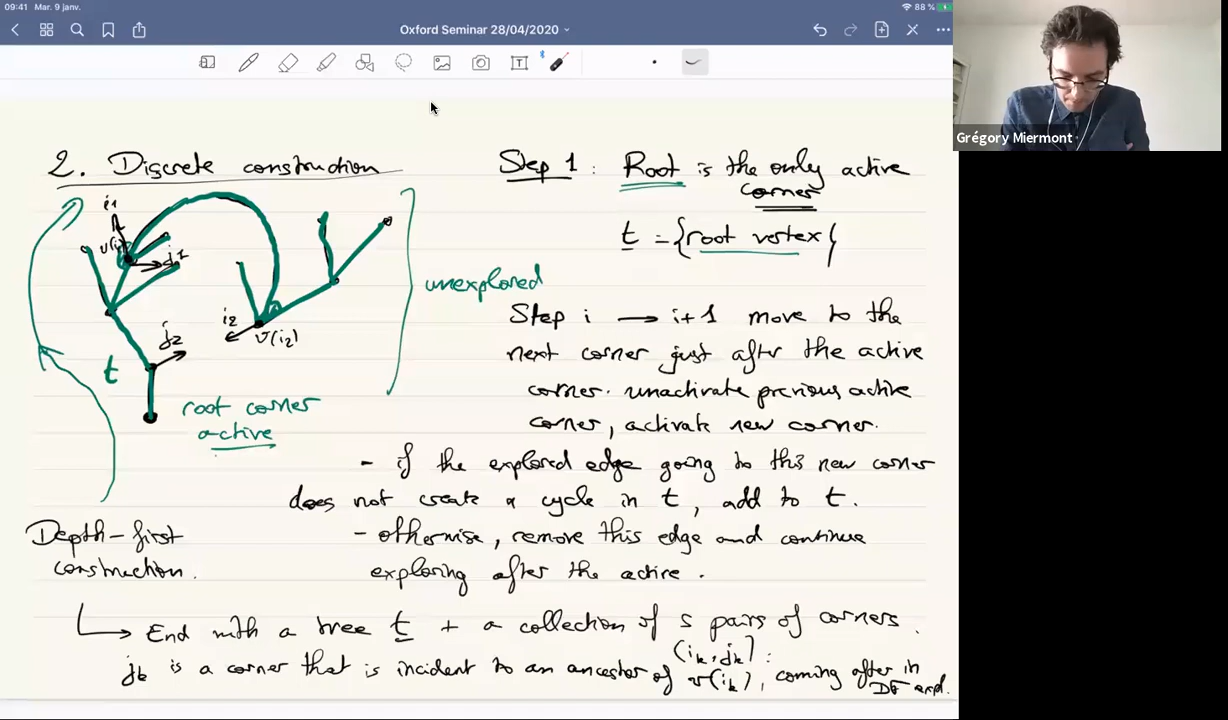 09:41 Mar. 9 janv.
88 %
Oxford Seminar 28/04/2020
Grégory Miermont
2. Discrete construction
i1
v(i1)
j1
j2
i2
v(i2)
t
root corner
active
unexplored
Depth-first
construction.
Step 1 : Root is the only active
corner
t = {root vertex}
Step i → i+1 move to the
next corner just after the active
corner. unactivate previous active
corner, activate new corner.
- if the explored edge going to this new corner
does not create a cycle in t, add to t.
- otherwise, remove this edge and continue
exploring after the active.
End with a tree t + a collection of s pairs of corners.
(ik, jk) :
jk is a corner that is incident to an ancestor of v(ik), coming after in
DF expl.